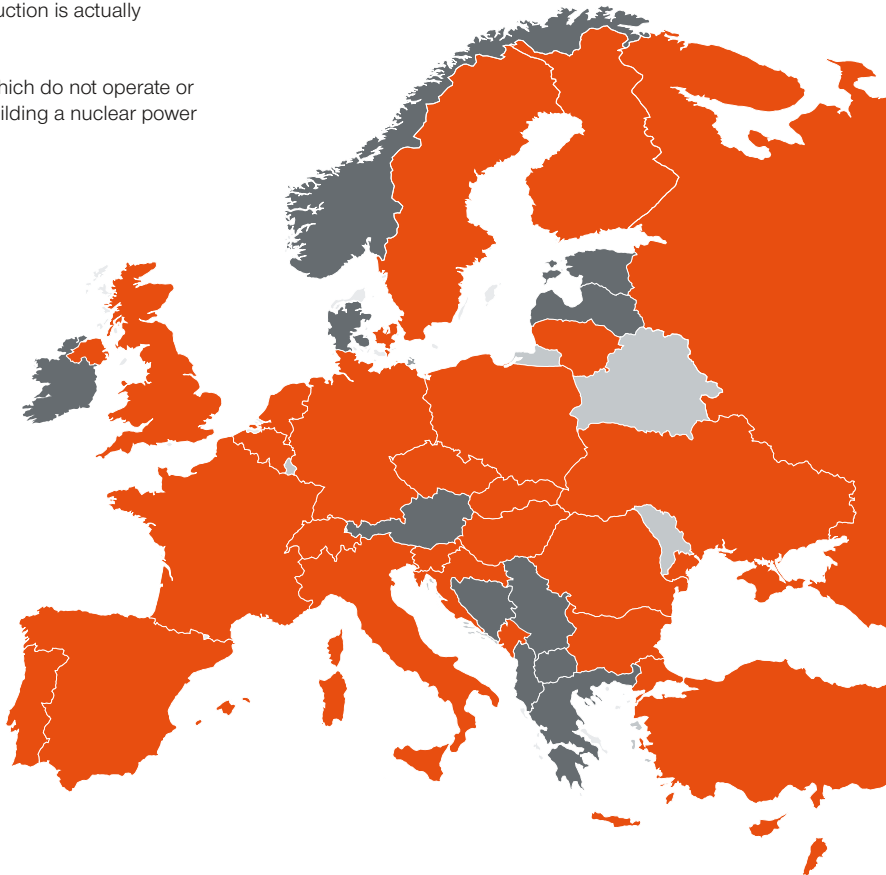 uction is actually
hich do not operate or
ilding a nuclear power